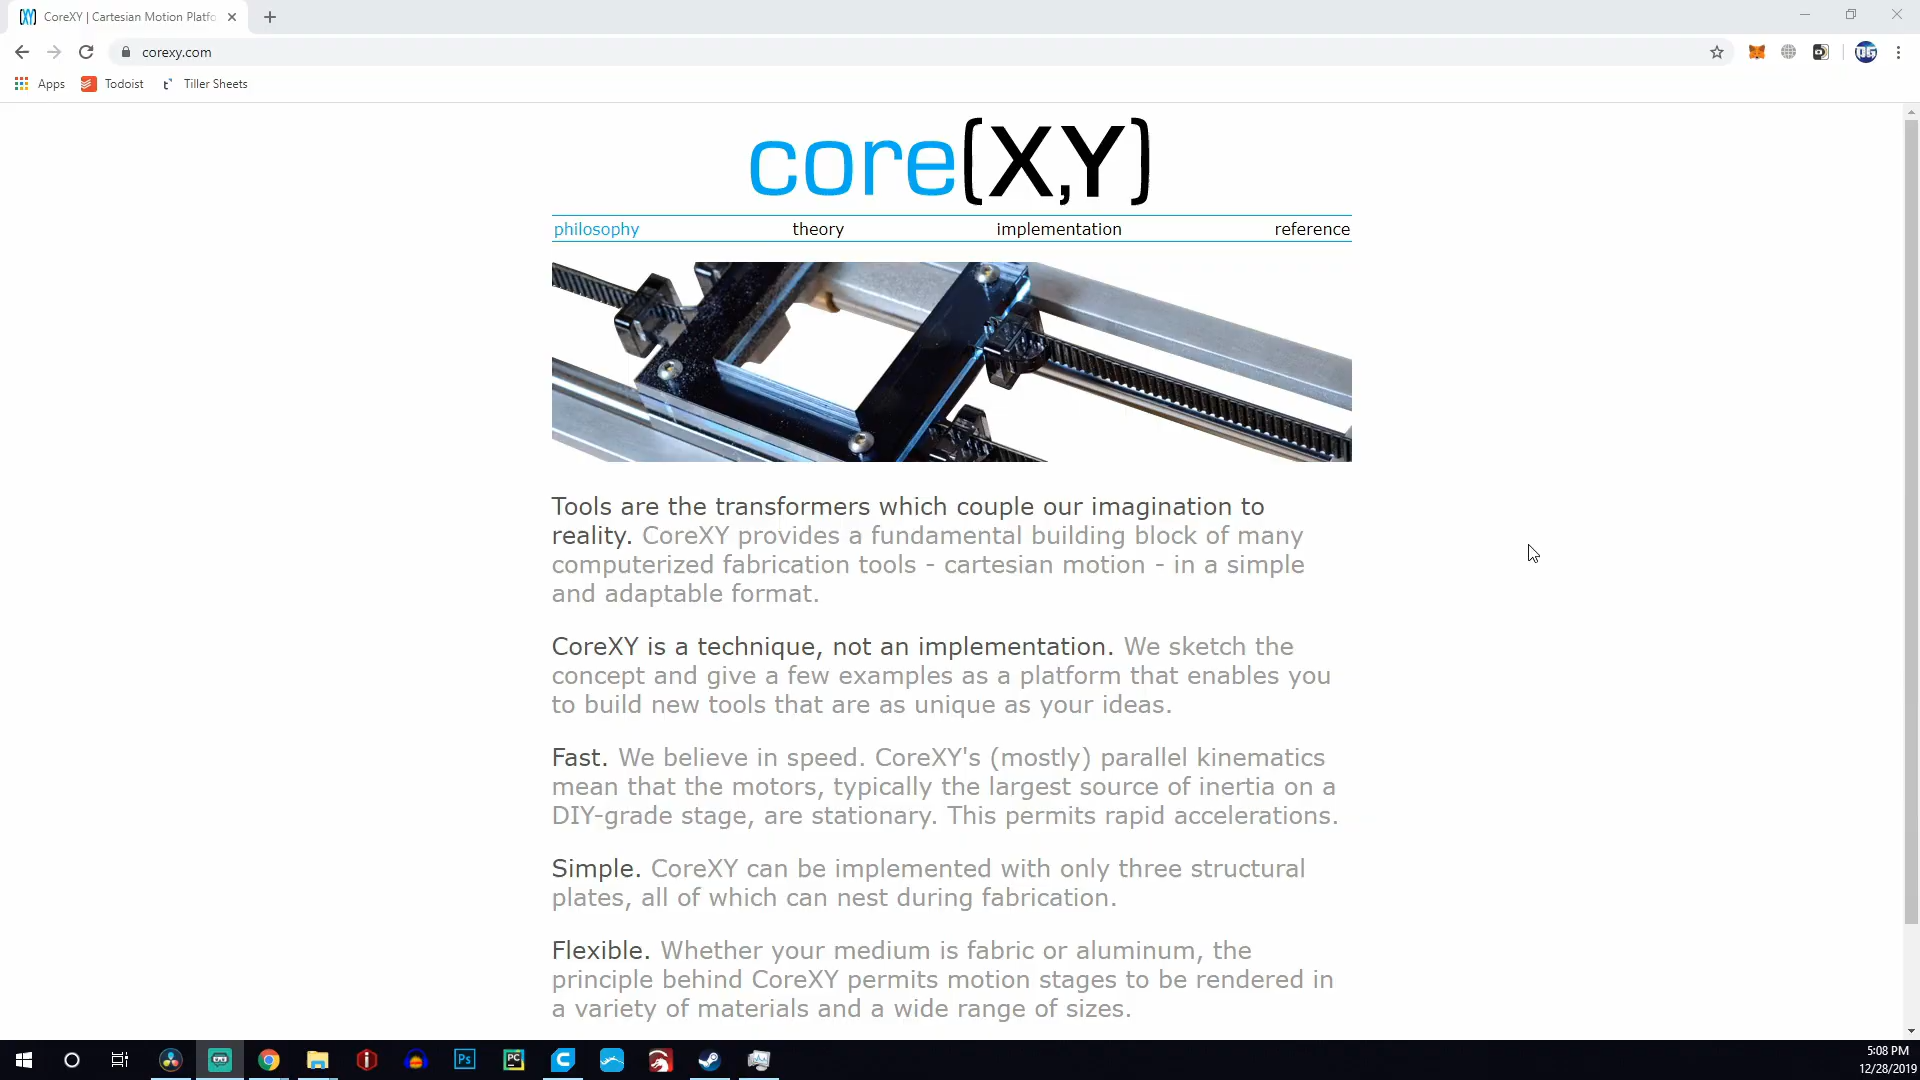 CoreXY | Cartesian Motion Platfo
corexy.com
Apps
Todoist
Tiller Sheets
core(X,Y)
philosophy theory implementation reference
Tools are the transformers which couple our imagination to
reality. CoreXY provides a fundamental building block of many
computerized fabrication tools - cartesian motion - in a simple
and adaptable format.
CoreXY is a technique, not an implementation. We sketch the
concept and give a few examples as a platform that enables you
to build new tools that are as unique as your ideas.
Fast. We believe in speed. CoreXY's (mostly) parallel kinematics
mean that the motors, typically the largest source of inertia on a
DIY-grade stage, are stationary. This permits rapid accelerations.
Simple. CoreXY can be implemented with only three structural
plates, all of which can nest during fabrication.
Flexible. Whether your medium is fabric or aluminum, the
principle behind CoreXY permits motion stages to be rendered in
a variety of materials and a wide range of sizes.
Ps
PC
5:08 PM
12/28/2019